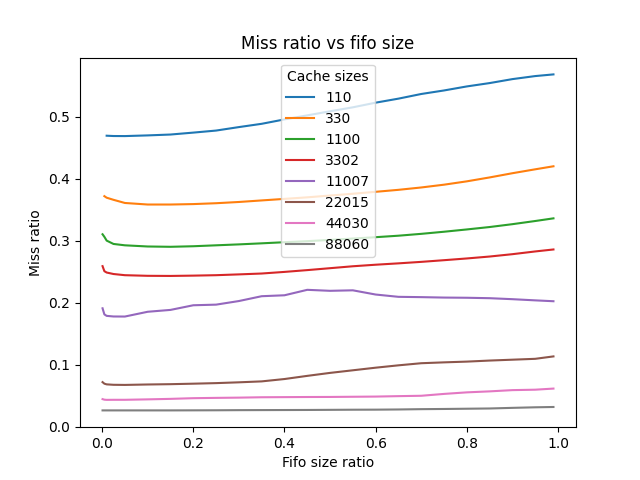 Miss ratio vs fifo size
Cache sizes
110
330
1100
3302
11007
22015
44030
88060
Miss ratio
0.5
0.4
0.3
0.2
0.1
0.0
0.0 0.2 0.4 0.6 0.8 1.0
Fifo size ratio